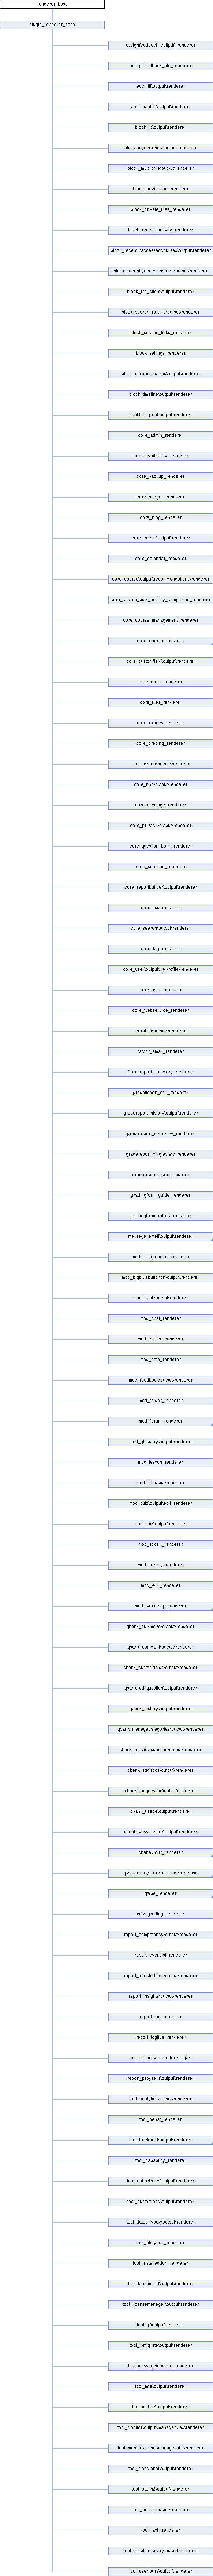 renderer_base
plugin_renderer_base
assignfeedback_editpdf_renderer
assignfeedback_file_renderer
auth_lti\output\renderer
auth_oauth2\output\renderer
block_lp\output\renderer
block_myoverview\output\renderer
block_myprofile\output\renderer
block_navigation_renderer
block_private_files_renderer
block_recent_activity_renderer
block_recentlyaccessedcourses\output\renderer
block_recentlyaccesseditems\output\renderer
block_rss_client\output\renderer
block_search_forums\output\renderer
block_section_links_renderer
block_settings_renderer
block_starredcourses\output\renderer
block_timeline\output\renderer
booktool_print\output\renderer
core_admin_renderer
core_availability_renderer
core_backup_renderer
core_badges_renderer
core_blog_renderer
core_cache\output\renderer
core_calendar_renderer
core_course\output\recommendations\renderer
core_course_bulk_activity_completion_renderer
core_course_management_renderer
core_course_renderer
core_customfield\output\renderer
core_enrol_renderer
core_files_renderer
core_grades_renderer
core_grading_renderer
core_group\output\renderer
core_h5p\output\renderer
core_message_renderer
core_privacy\output\renderer
core_question_bank_renderer
core_question_renderer
core_reportbuilder\output\renderer
core_rss_renderer
core_search\output\renderer
core_tag_renderer
core_user\output\myprofile\renderer
core_user_renderer
core_webservice_renderer
enrol_lti\output\renderer
factor_email_renderer
forumreport_summary_renderer
gradeimport_csv_renderer
gradereport_history\output\renderer
gradereport_overview_renderer
gradereport_singleview_renderer
gradereport_user_renderer
gradingform_guide_renderer
gradingform_rubric_renderer
message_email\output\renderer
mod_assign\output\renderer
mod_bigbluebuttonbn\output\renderer
mod_book\output\renderer
mod_chat_renderer
mod_choice_renderer
mod_data_renderer
mod_feedback\output\renderer
mod_folder_renderer
mod_forum_renderer
mod_glossary\output\renderer
mod_lesson_renderer
mod_lti\output\renderer
mod_quiz\output\edit_renderer
mod_quiz\output\renderer
mod_scorm_renderer
mod_survey_renderer
mod_wiki_renderer
mod_workshop_renderer
qbank_bulkmove\output\renderer
qbank_comment\output\renderer
qbank_customfields\output\renderer
qbank_editquestion\output\renderer
qbank_history\output\renderer
qbank_managecategories\output\renderer
qbank_previewquestion\output\renderer
qbank_statistics\output\renderer
qbank_tagquestion\output\renderer
qbank_usage\output\renderer
qbank_viewcreator\output\renderer
qbehaviour_renderer
qtype_essay_format_renderer_base
qtype_renderer
quiz_grading_renderer
report_competency\output\renderer
report_eventlist_renderer
report_infectedfiles\output\renderer
report_insights\output\renderer
report_log_renderer
report_loglive_renderer
report_loglive_renderer_ajax
report_progress\output\renderer
tool_analytics\output\renderer
tool_behat_renderer
tool_brickfield\output\renderer
tool_capability_renderer
tool_cohortroles\output\renderer
tool_customlang\output\renderer
tool_dataprivacy\output\renderer
tool_filetypes_renderer
tool_installaddon_renderer
tool_langimport\output\renderer
tool_licensemanager\output\renderer
tool_lp\output\renderer
tool_lpmigrate\output\renderer
tool_messageinbound_renderer
tool_mfa\output\renderer
tool_mobile\output\renderer
tool_monitor\output\managerules\renderer
tool_monitor\output\managesubs\renderer
tool_moodlenet\output\renderer
tool_oauth2\output\renderer
tool_policy\output\renderer
tool_task_renderer
tool_templatelibrary\output\renderer
tool_usertours\output\renderer